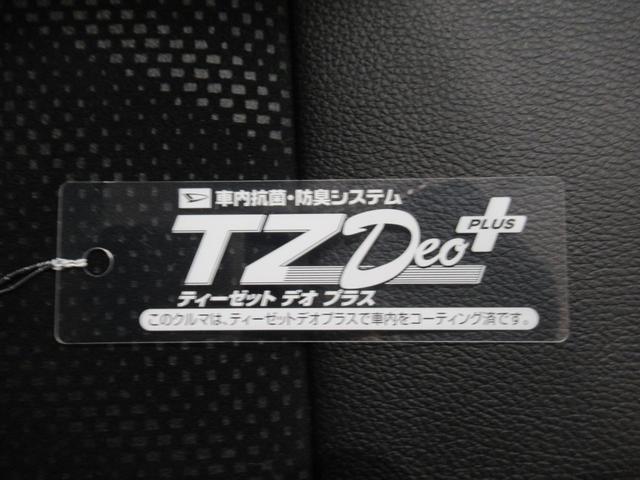 車内抗菌・防臭システム
TZ Deo PLUS
ティーゼット デオ プラス
このクルマは、ティーゼットデオプラスで車内をコーティング済です。